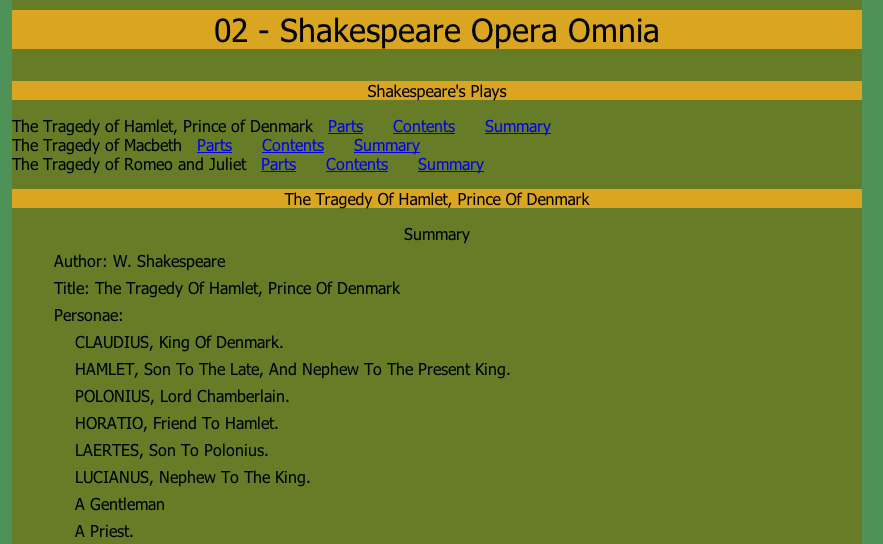 02 - Shakespeare Opera Omnia
Shakespeare's Plays
The Tragedy of Hamlet, Prince of Denmark Parts Contents Summary
The Tragedy of Macbeth Parts Contents Summary
The Tragedy of Romeo and Juliet Parts Contents Summary
The Tragedy Of Hamlet, Prince Of Denmark
Summary
Author: W. Shakespeare
Title: The Tragedy Of Hamlet, Prince Of Denmark
Personae:
CLAUDIUS, King Of Denmark.
HAMLET, Son To The Late, And Nephew To The Present King.
POLONIUS, Lord Chamberlain.
HORATIO, Friend To Hamlet.
LAERTES, Son To Polonius.
LUCIANUS, Nephew To The King.
A Gentleman
A Priest.